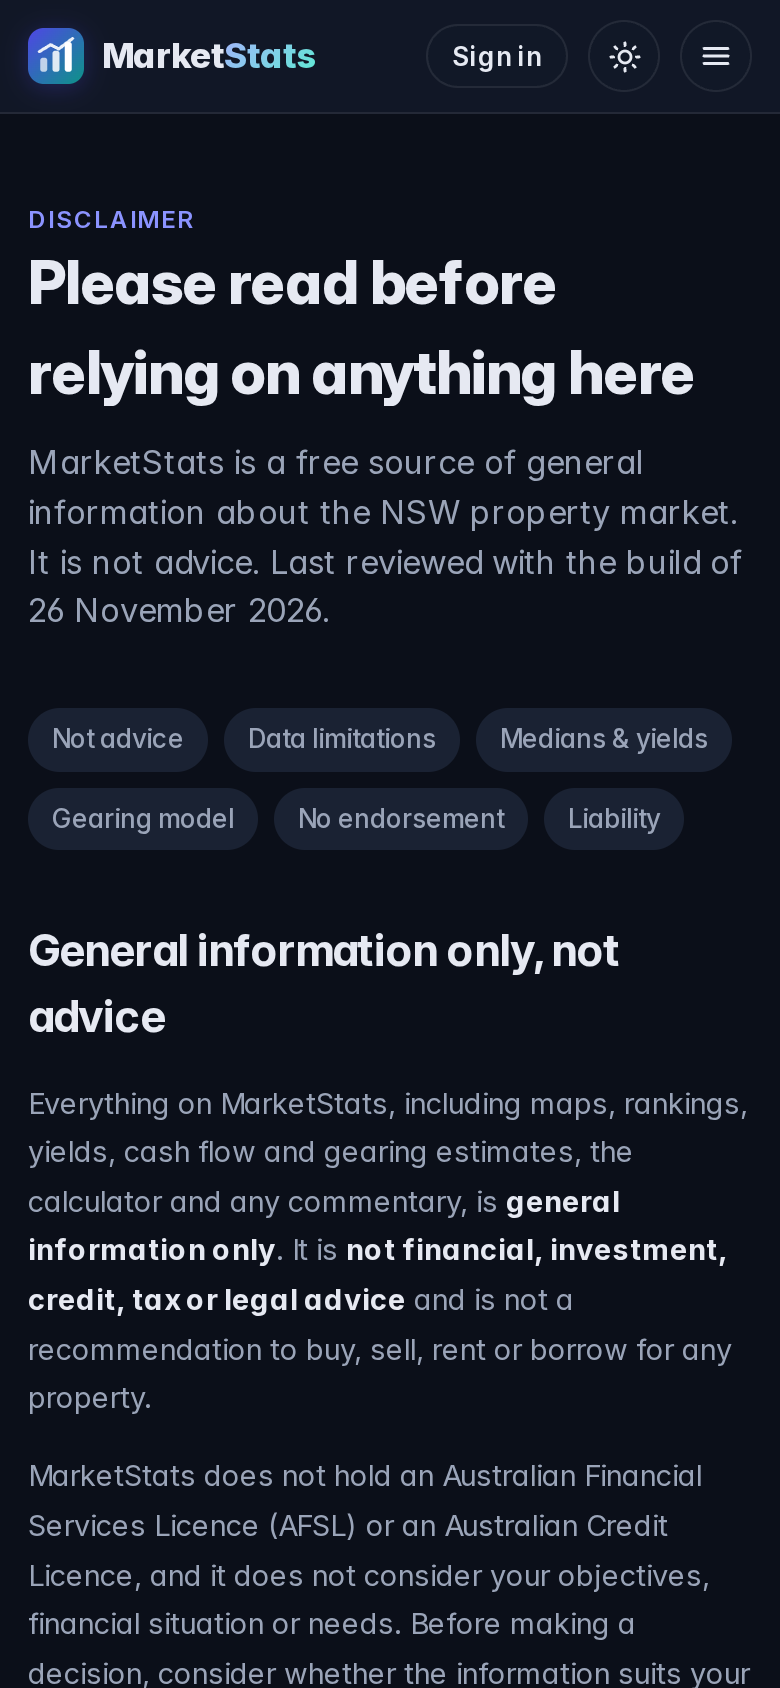 MarketStats
Sign in
DISCLAIMER
Please read before
relying on anything here
MarketStats is a free source of general
information about the NSW property market.
It is not advice. Last reviewed with the build of
26 November 2026.
Not advice
Data limitations
Medians & yields
Gearing model
No endorsement
Liability
General information only, not
advice
Everything on MarketStats, including maps, rankings,
yields, cash flow and gearing estimates, the
calculator and any commentary, is general
information only. It is not financial, investment,
credit, tax or legal advice and is not a
recommendation to buy, sell, rent or borrow for any
property.
MarketStats does not hold an Australian Financial
Services Licence (AFSL) or an Australian Credit
Licence, and it does not consider your objectives,
financial situation or needs. Before making a
decision, consider whether the information suits your